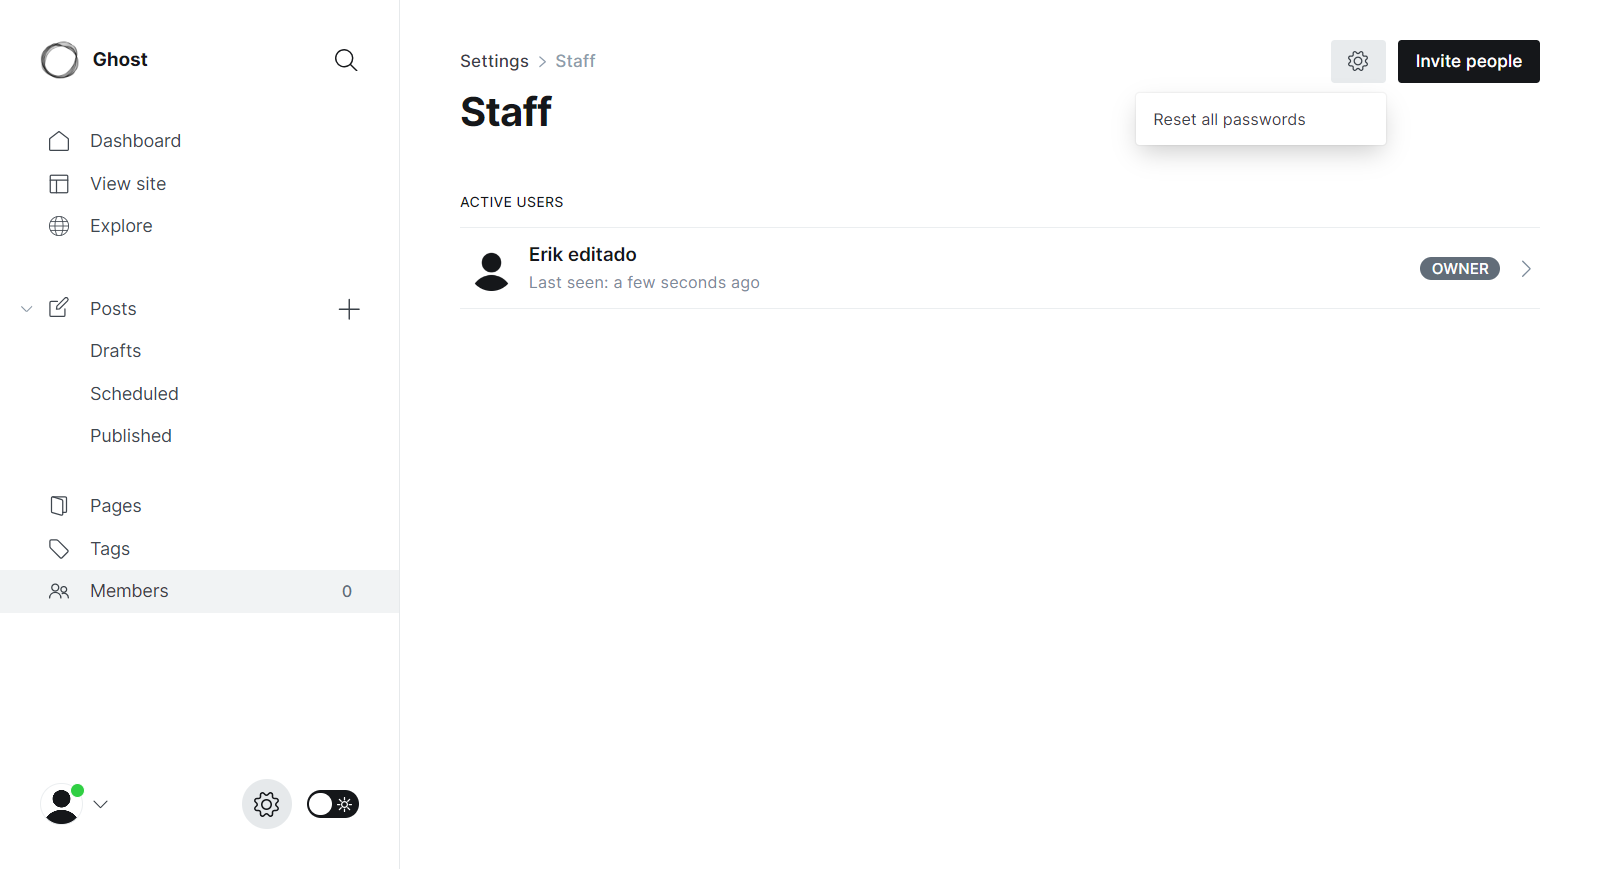 Ghost
Dashboard
View site
Explore
Posts
Drafts
Scheduled
Published
Pages
Tags
Members 0
Settings > Staff
Invite people
Staff
Reset all passwords
ACTIVE USERS
Erik editado
Last seen: a few seconds ago
OWNER